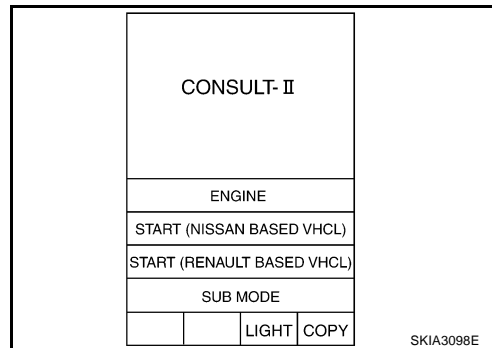 CONSULT-II
ENGINE
START (NISSAN BASED VHCL)
START (RENAULT BASED VHCL)
SUB MODE
LIGHT COPY
SKIA3098E